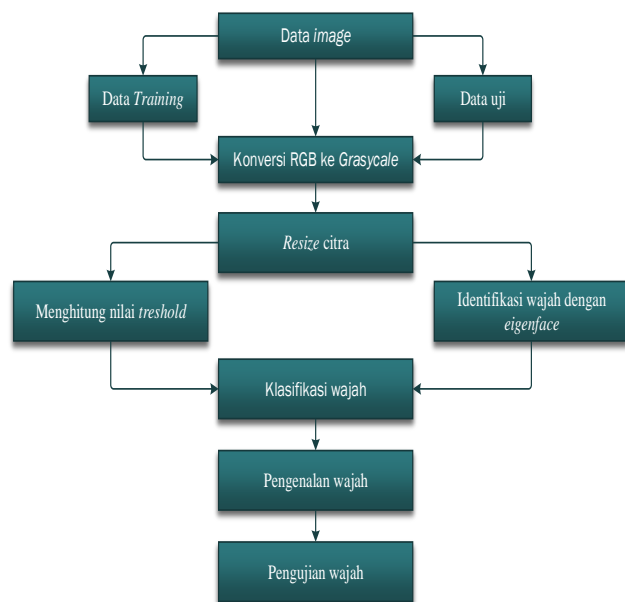 Data image
Data Training
Data uji
Konversi RGB ke Grasycale
Resize citra
Menghitung nilai treshold
Identifikasi wajah dengan
eigenface
Klasifikasi wajah
Pengenalan wajah
Pengujian wajah